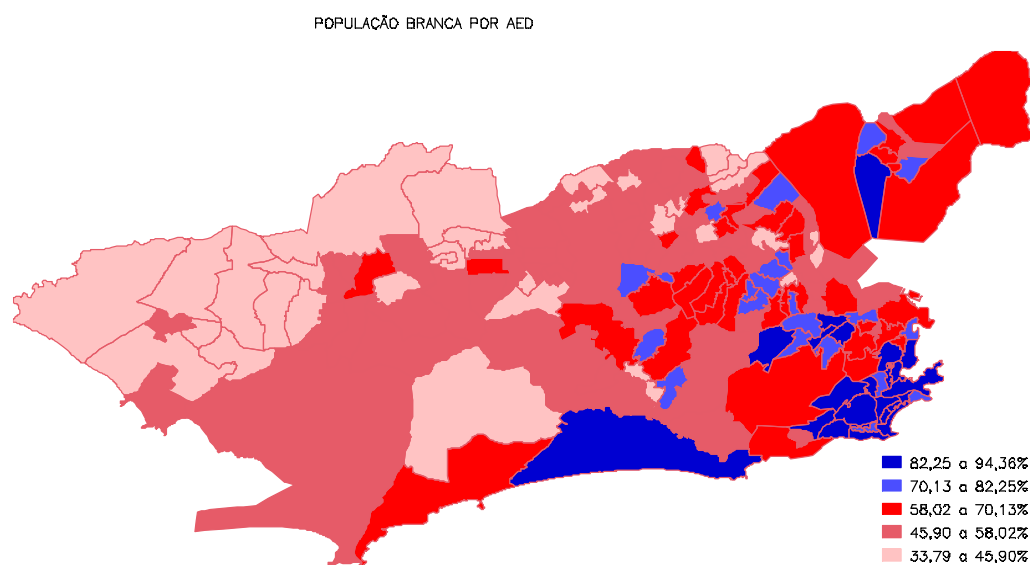 POPULAÇÃO BRANCA POR AED
82,25 a 94,36%
70,13 a 82,25%
58,02 a 70,13%
45,90 a 58,02%
33,79 a 45,90%